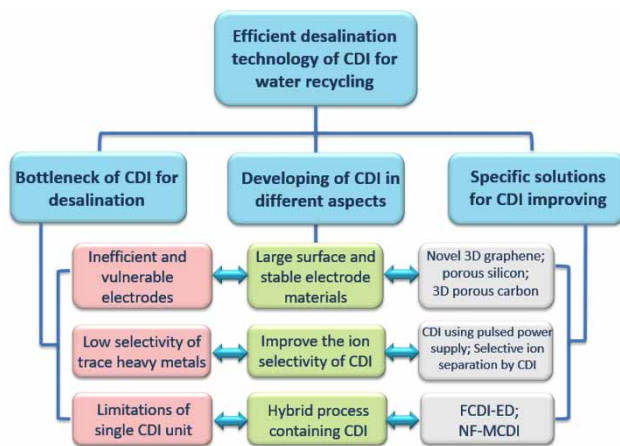 Efficient desalination
technology of CDI for
water recycling
Bottleneck of CDI for
desalination
Developing of CDI in
different aspects
Specific solutions
for CDI improving
Inefficient and
vulnerable
electrodes
Large surface and
stable electrode
materials
Novel 3D graphene;
porous silicon;
3D porous carbon
Low selectivity of
trace heavy metals
Improve the ion
selectivity of CDI
CDI using pulsed power
supply; Selective ion
separation by CDI
Limitations of
single CDI unit
Hybrid process
containing CDI
FCDI-ED;
NF-MCDI